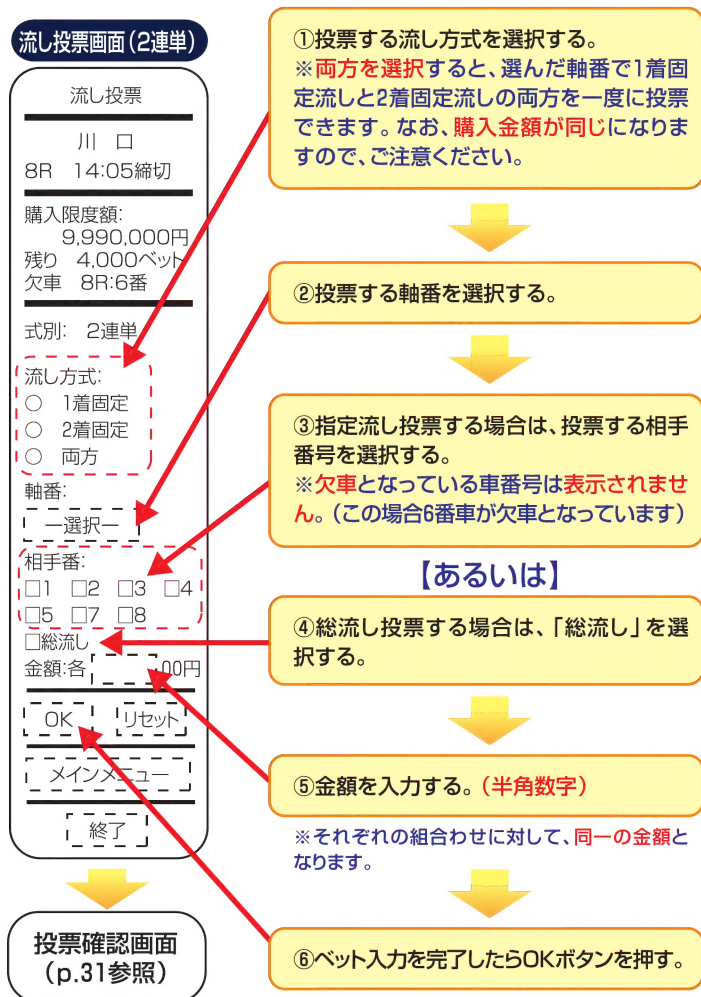 流し投票画面(2連単)
流し投票
川 口
8R 14:05締切
購入限度額:
9,990,000円
残り 4,000ベット
欠車 8R:6番
式別: 2連単
流し方式:
○ 1着固定
○ 2着固定
○ 両方
軸番:
ー選択ー
相手番:
□1 □2 □3 □4
□5 □7 □8
□総流し
金額:各 00円
OK リセット
メインメニュー
終了
投票確認画面
(p.31参照)
①投票する流し方式を選択する。
※両方を選択すると、選んだ軸番で1着固
定流しと2着固定流しの両方を一度に投票
できます。なお、購入金額が同じになりま
すので、ご注意ください。
②投票する軸番を選択する。
③指定流し投票する場合は、投票する相手
番号を選択する。
※欠車となっている車番号は表示されませ
ん。(この場合6番車が欠車となっています)
【あるいは】
④総流し投票する場合は、「総流し」を選
択する。
⑤金額を入力する。(半角数字)
※それぞれの組合わせに対して、同一の金額と
なります。
⑥ベット入力を完了したらOKボタンを押す。